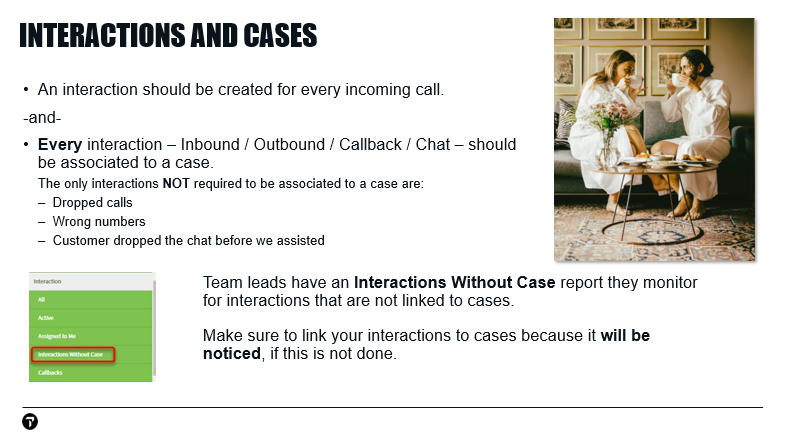 INTERACTIONS AND CASES
• An interaction should be created for every incoming call.
-and-
• Every interaction – Inbound / Outbound / Callback / Chat – should
be associated to a case.
The only interactions NOT required to be associated to a case are:
– Dropped calls
– Wrong numbers
– Customer dropped the chat before we assisted
Interaction
All
Active
Assigned to Me
Interactions Without Case
Callbacks
Team leads have an Interactions Without Case report they monitor
for interactions that are not linked to cases.
Make sure to link your interactions to cases because it will be
noticed, if this is not done.